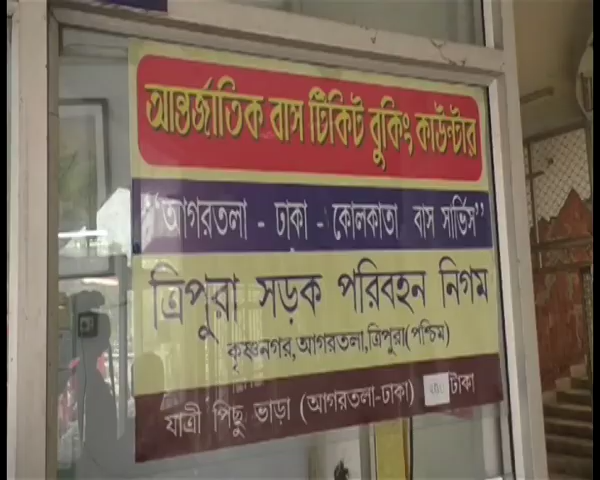 আন্তর্জাতিক বাস টিকিট বুকিং কাউন্টার
"আগরতলা - ঢাকা - কোলকাতা বাস সার্ভিস"
ত্রিপুরা সড়ক পরিবহন নিগম
কৃষ্ণনগর,আগরতলা,ত্রিপুরা(পশ্চিম)
যাত্রী পিছু ভাড়া (আগরতলা-ঢাকা) টাকা